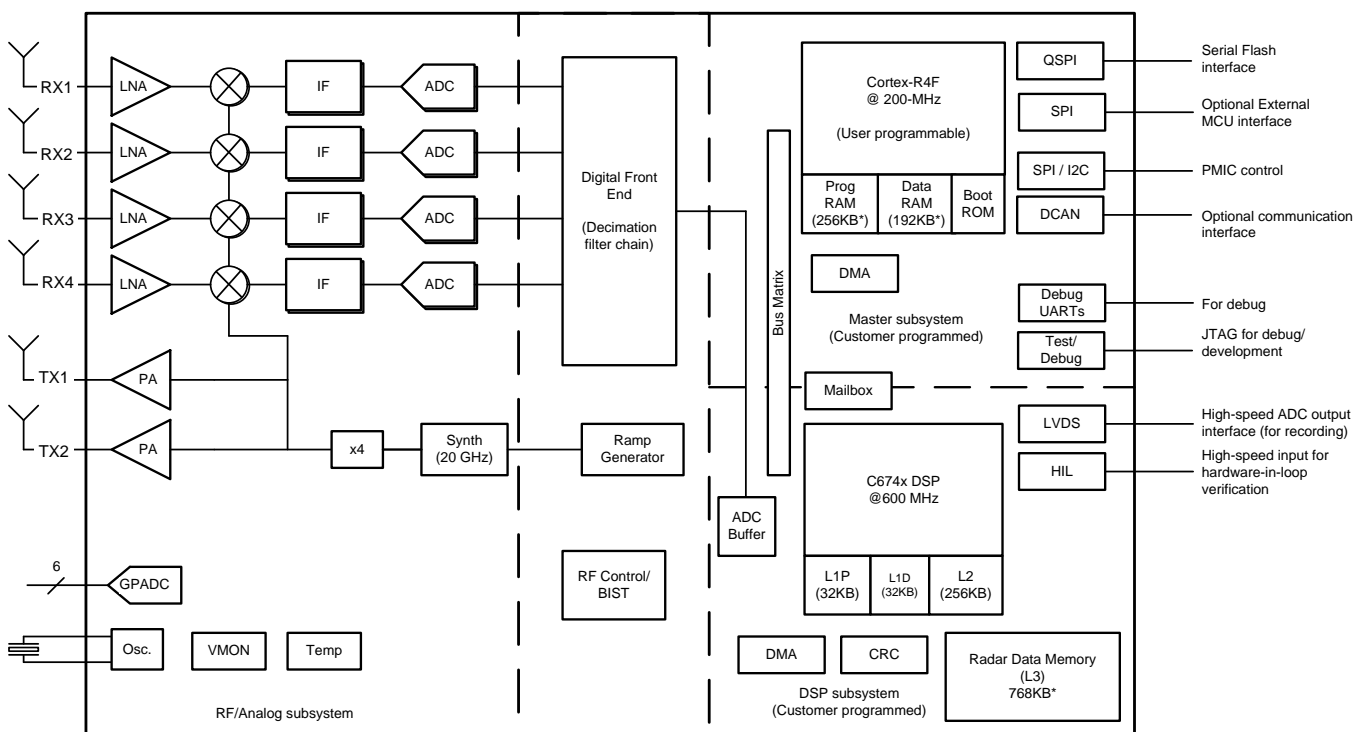 RX1
LNA
IF
ADC
RX2
LNA
IF
ADC
RX3
LNA
IF
ADC
RX4
LNA
IF
ADC
TX1
PA
TX2
PA
x4
Synth
(20 GHz)
Ramp
Generator
Digital Front
End
(Decimation
filter chain)
6
GPADC
Osc.
VMON
Temp
RF/Analog subsystem
RF Control/
BIST
ADC
Buffer
Bus Matrix
Cortex-R4F
@ 200-MHz
(User programmable)
Prog
RAM
(256KB*)
Data
RAM
(192KB*)
Boot
ROM
DMA
Master subsystem
(Customer programmed)
Mailbox
QSPI
Serial Flash
interface
SPI
Optional External
MCU interface
SPI / I2C
PMIC control
DCAN
Optional communication
interface
Debug
UARTs
For debug
Test/
Debug
JTAG for debug/
development
LVDS
High-speed ADC output
interface (for recording)
HIL
High-speed input for
hardware-in-loop
verification
C674x DSP
@600 MHz
L1P
(32KB)
L1D
(32KB)
L2
(256KB)
DMA
CRC
DSP subsystem
(Customer programmed)
Radar Data Memory
(L3)
768KB*